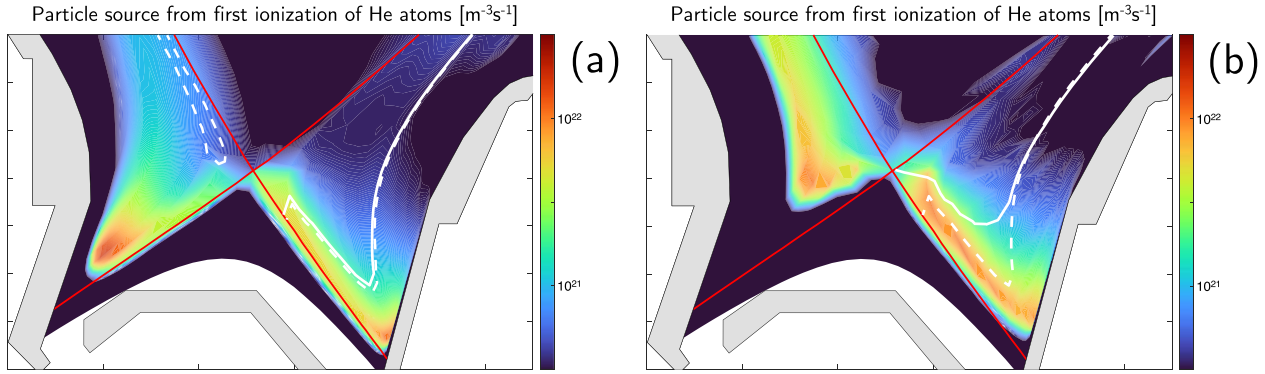 Particle source from first ionization of He atoms [m-3s-1]
(a)
10²²
10²¹
Particle source from first ionization of He atoms [m-3s-1]
(b)
10²²
10²¹